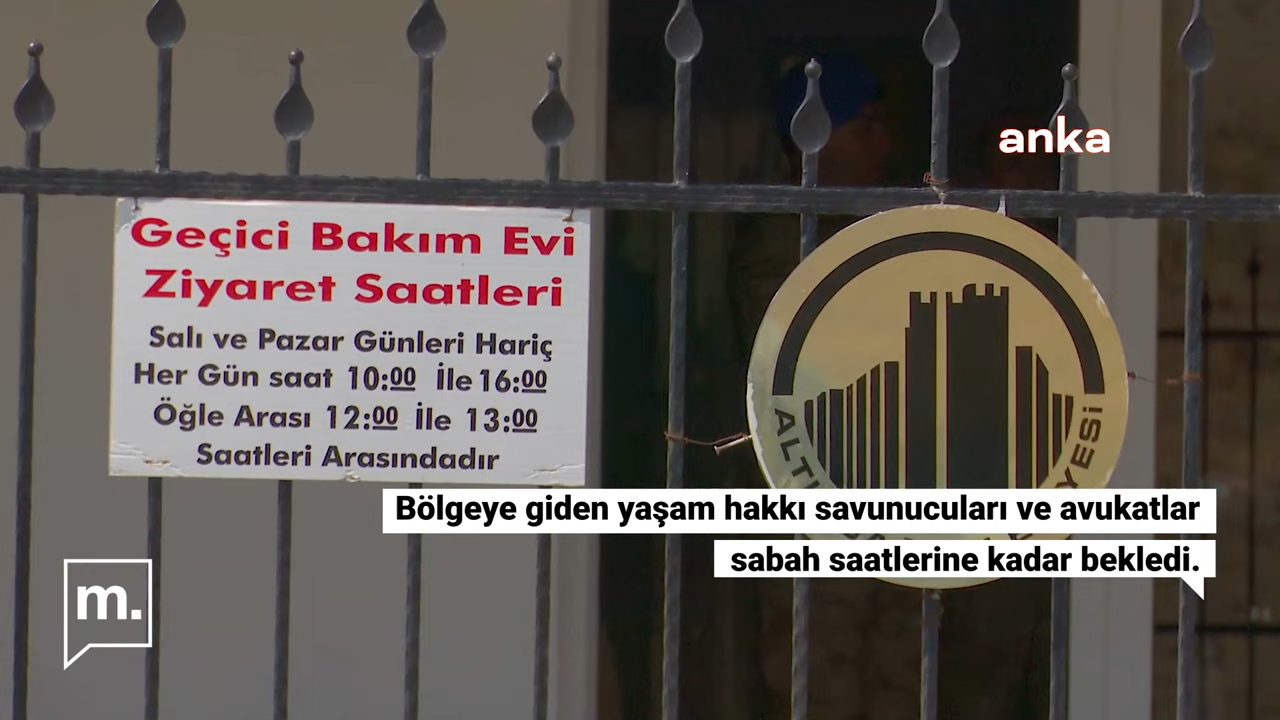 anka
Geçici Bakım Evi
Ziyaret Saatleri
Salı ve Pazar Günleri Hariç
Her Gün saat 10:00 İle 16:00
Öğle Arası 12:00 İle 13:00
Saatleri Arasındadır
Bölgeye giden yaşam hakkı savunucuları ve avukatlar
sabah saatlerine kadar bekledi.
m.